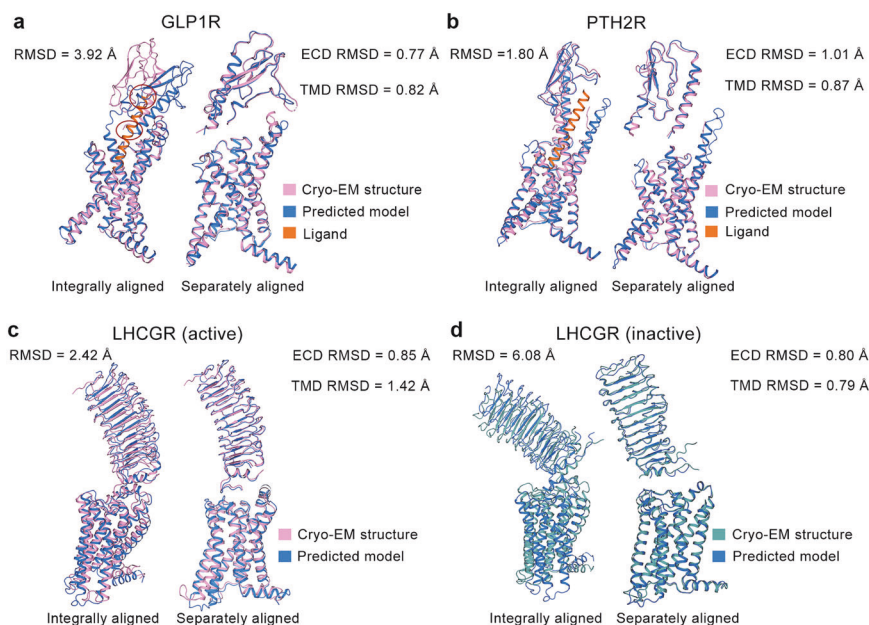 a
GLP1R
RMSD = 3.92 Å
ECD RMSD = 0.77 Å
TMD RMSD = 0.82 Å
Cryo-EM structure
Predicted model
Ligand
Integrally aligned
Separately aligned
b
PTH2R
RMSD =1.80 Å
ECD RMSD = 1.01 Å
TMD RMSD = 0.87 Å
Cryo-EM structure
Predicted model
Ligand
Integrally aligned
Separately aligned
c
LHCGR (active)
RMSD = 2.42 Å
ECD RMSD = 0.85 Å
TMD RMSD = 1.42 Å
Cryo-EM structure
Predicted model
Integrally aligned
Separately aligned
d
LHCGR (inactive)
RMSD = 6.08 Å
ECD RMSD = 0.80 Å
TMD RMSD = 0.79 Å
Cryo-EM structure
Predicted model
Integrally aligned
Separately aligned